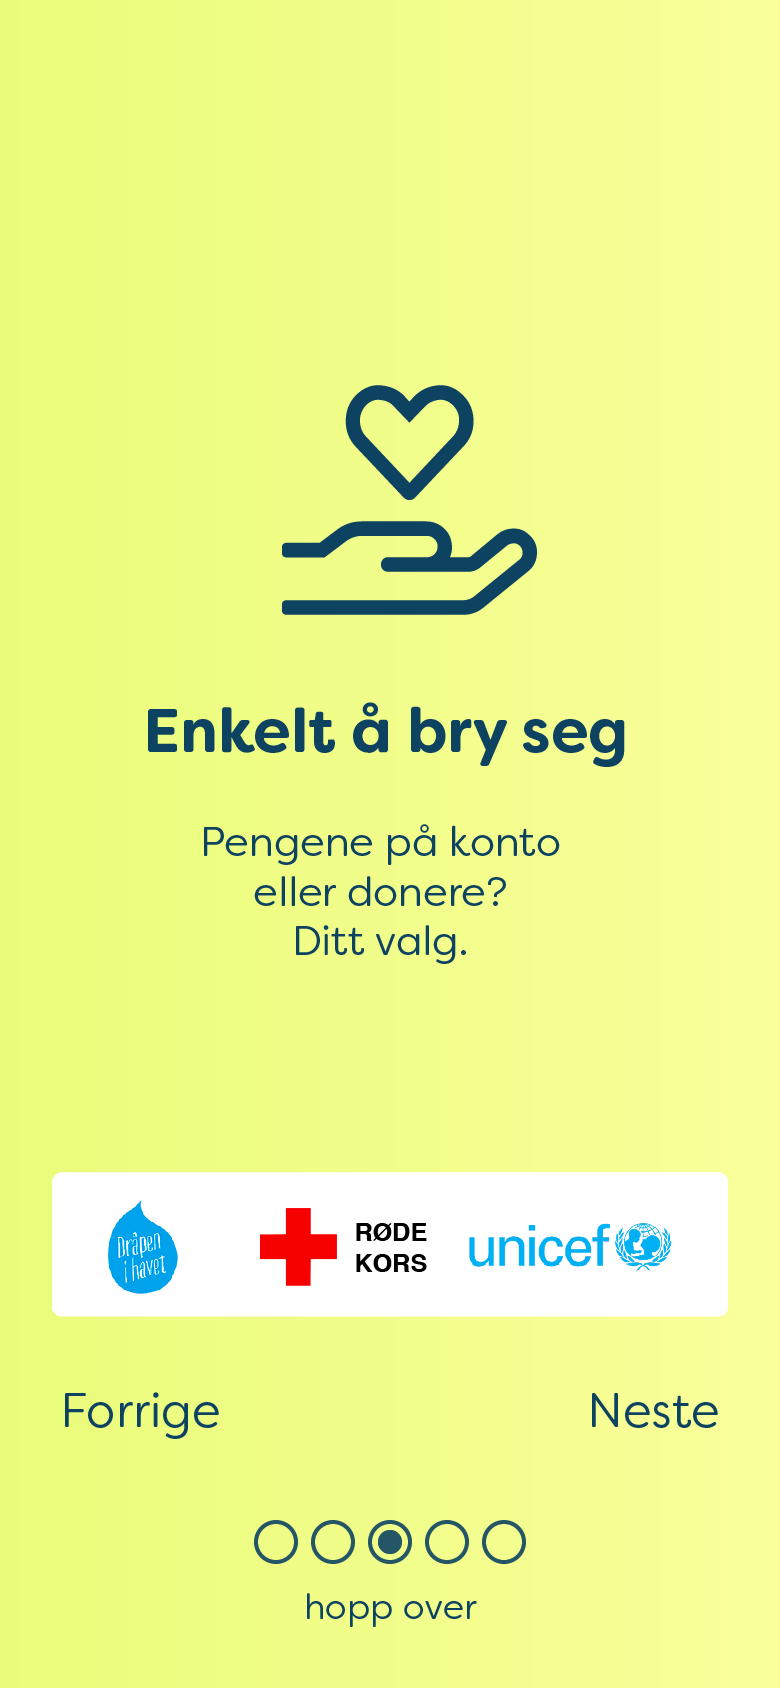 Enkelt å bry seg
Pengene på konto
eller donere?
Ditt valg.
Dråpen
i havet
RØDE
KORS
unicef
Forrige
Neste
hopp over